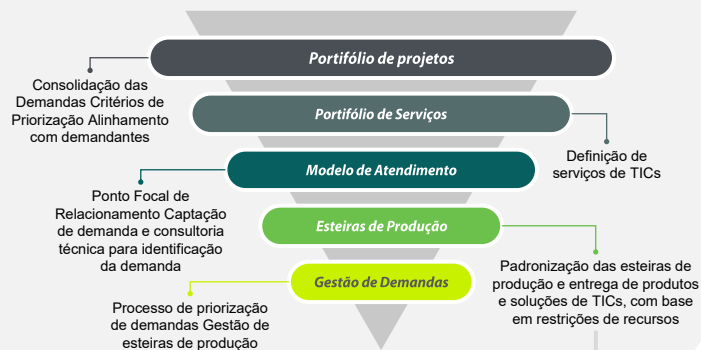 Portifólio de projetos
Consolidação das
Demandas Critérios de
Priorização Alinhamento
com demandantes
Portifólio de Serviços
Definição de
serviços de TICs
Modelo de Atendimento
Ponto Focal de
Relacionamento Captação
de demanda e consultoria
técnica para identificação
da demanda
Esteiras de Produção
Padronização das esteiras de
produção e entrega de produtos
e soluções de TICs, com base
em restrições de recursos
Gestão de Demandas
Processo de priorização
de demandas Gestão de
esteiras de produção